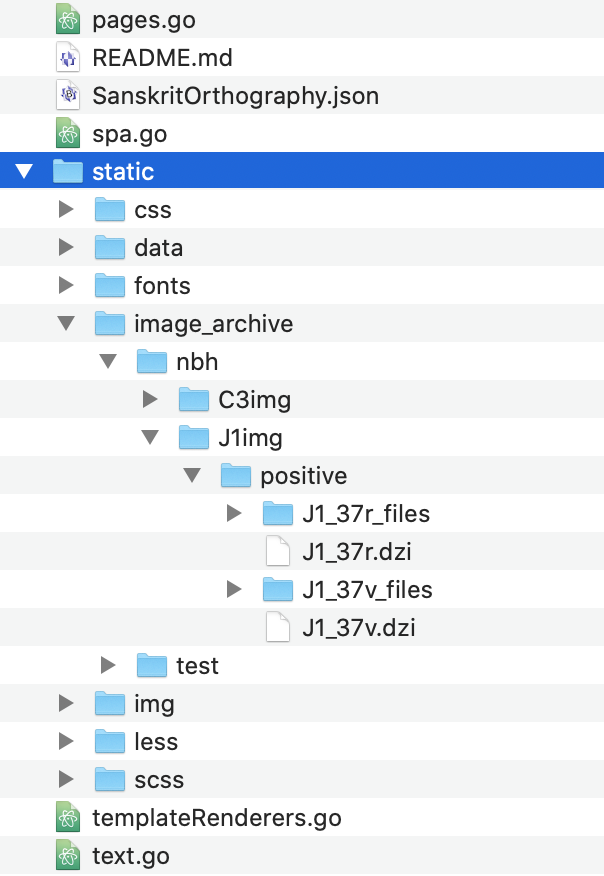 pages.go
README.md
SanskritOrthography.json
spa.go
static
css
data
fonts
image_archive
nbh
C3img
J1img
positive
J1_37r_files
J1_37r.dzi
J1_37v_files
J1_37v.dzi
test
img
less
scss
templateRenderers.go
text.go